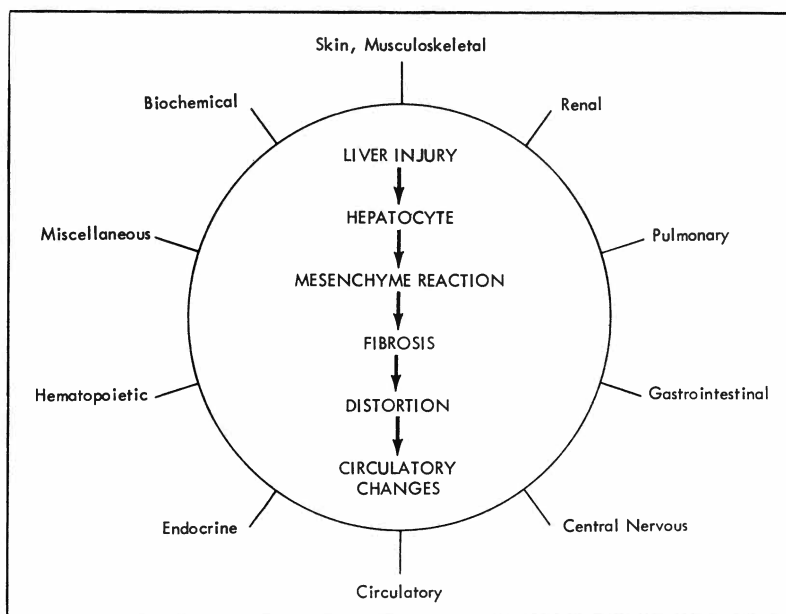 Skin, Musculoskeletal
Biochemical
Renal
LIVER INJURY
HEPATOCYTE
Miscellaneous
Pulmonary
MESENCHYME REACTION
FIBROSIS
Hematopoietic
Gastrointestinal
DISTORTION
CIRCULATORY
CHANGES
Endocrine
Central Nervous
Circulatory